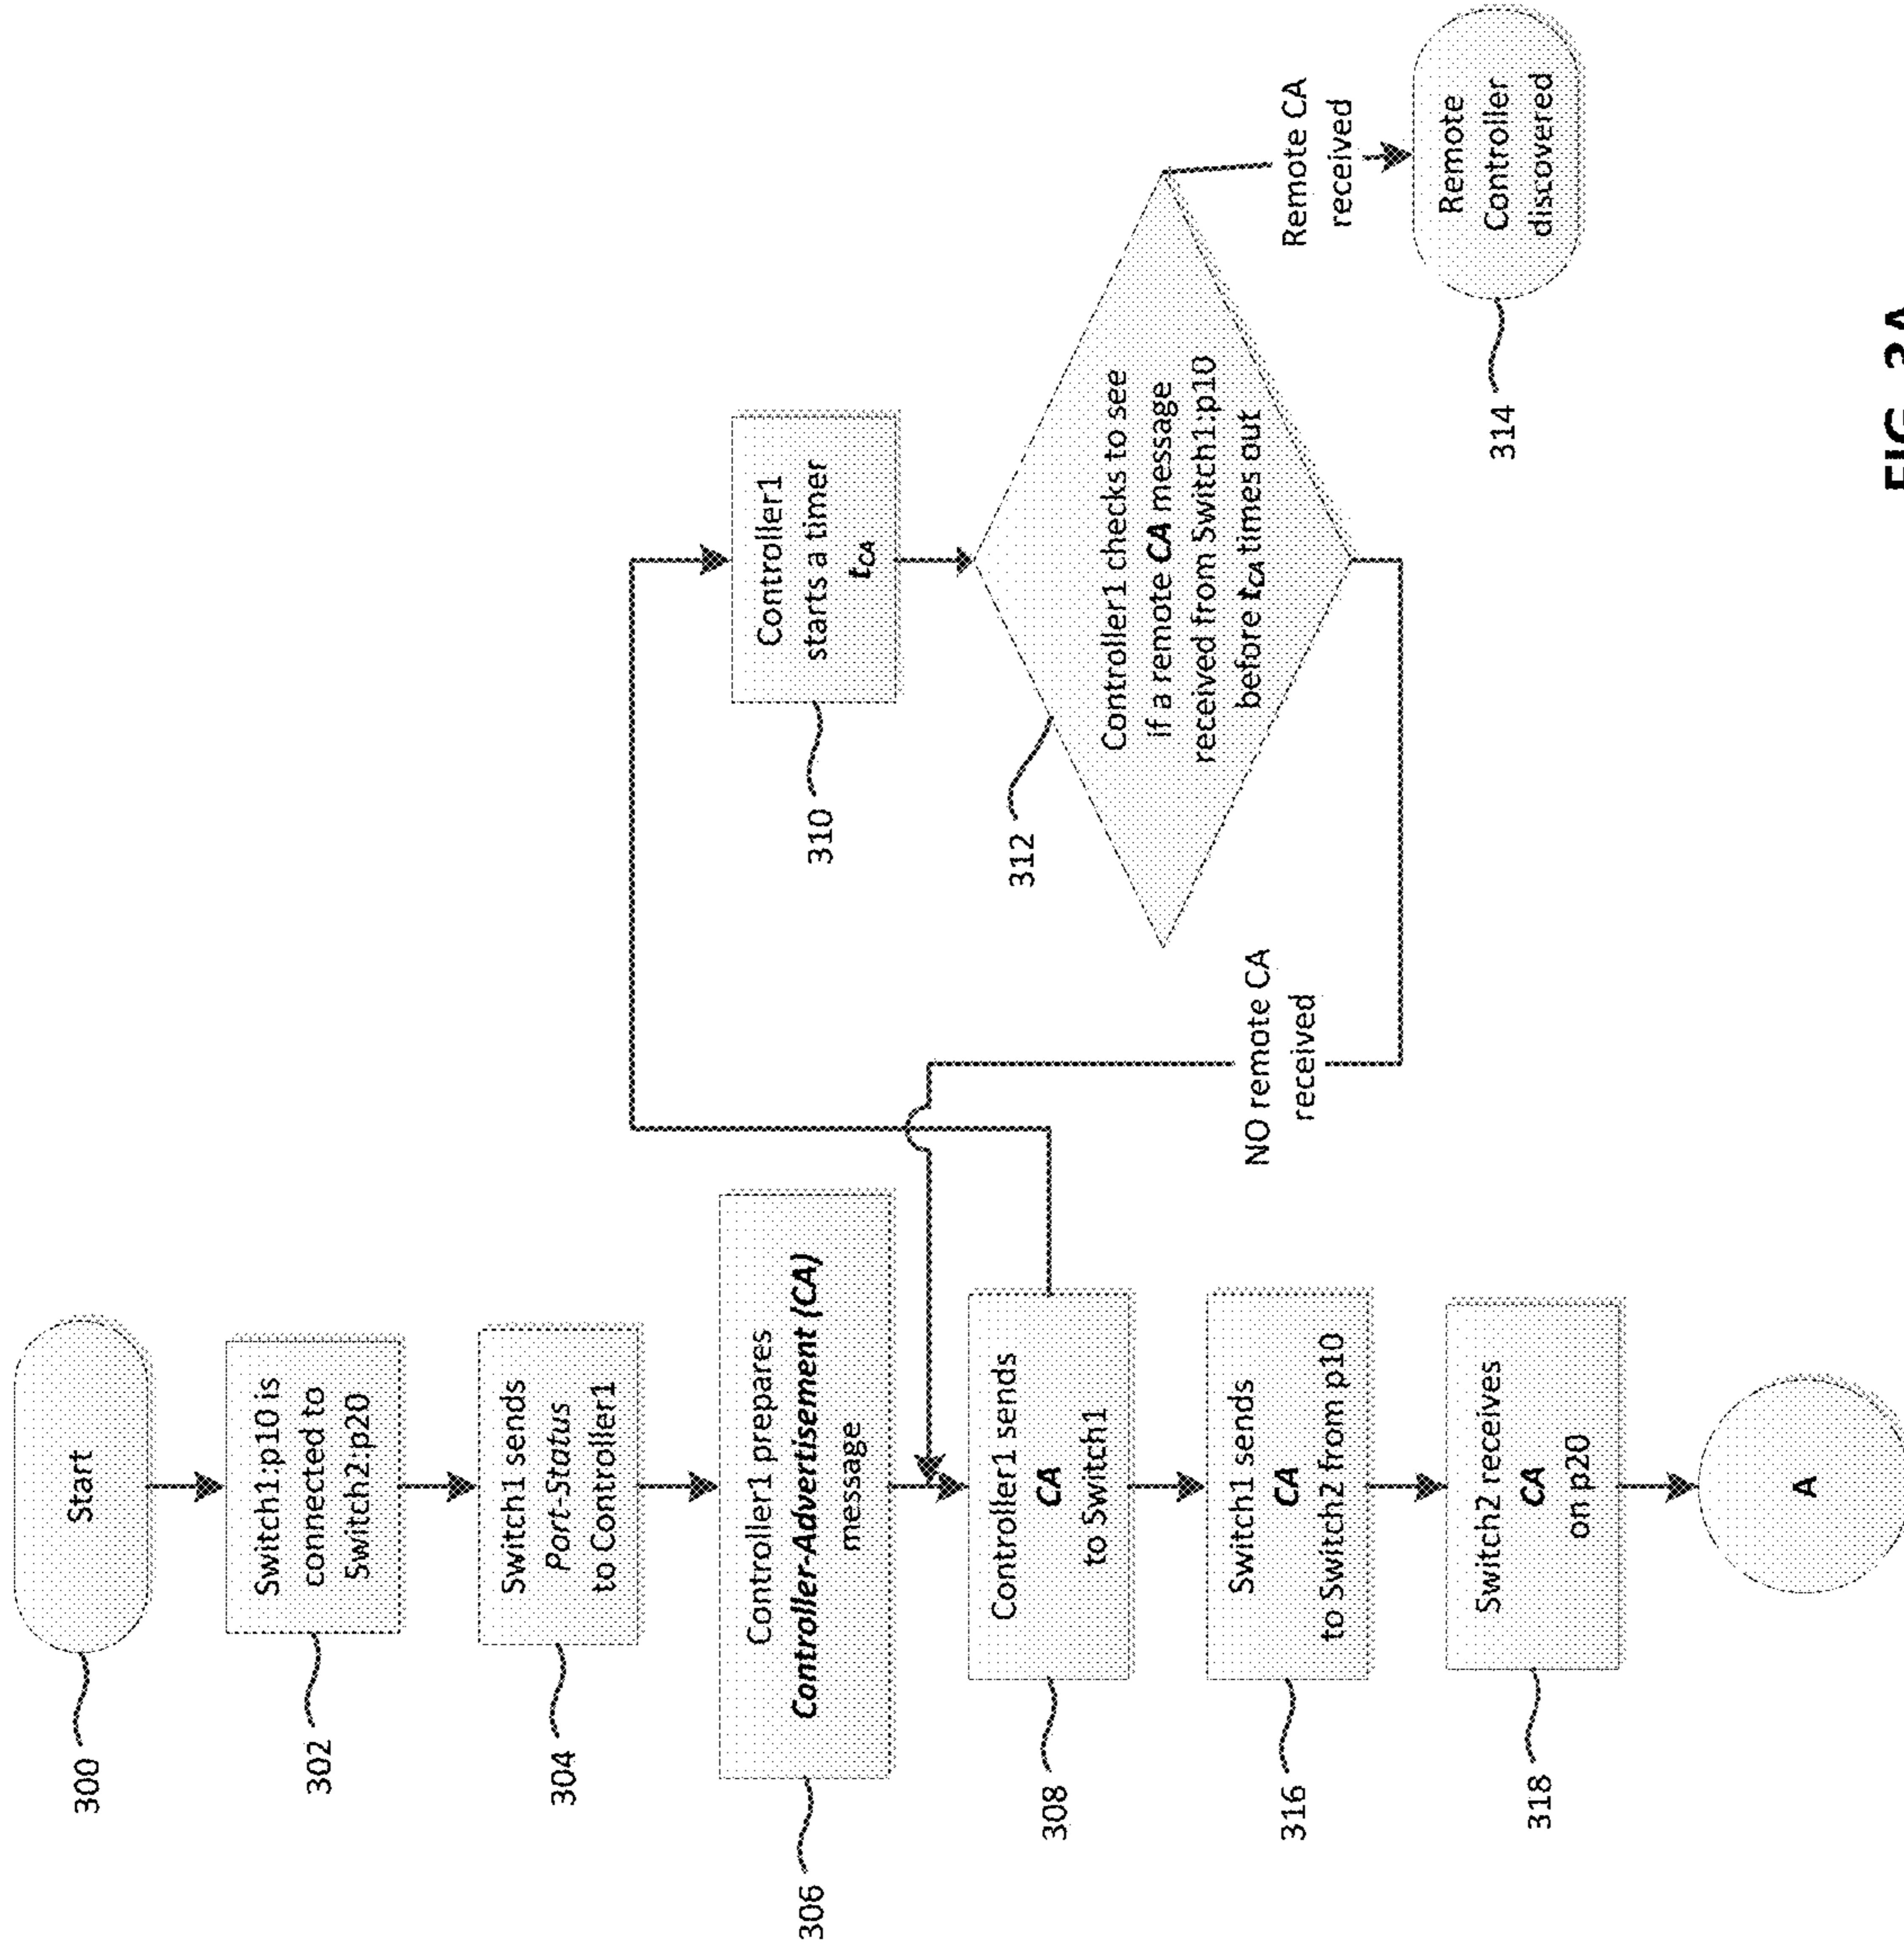 Start
300
Switch1:p10 is
connected to
Switch2:p20
302
Switch1 sends
Port-Status
to Controller1
304
Controller1 prepares
Controller-Advertisement (CA)
message
306
Controller1 sends
CA
to Switch1
308
Controller1
starts a timer
tCA
310
Controller1 checks to see
if a remote CA message
received from Switch1:p10
before tCA times out
312
NO remote CA
received
Remote CA
received
Remote
Controller
discovered
314
Switch1 sends
CA
to Switch2 from p10
316
Switch2 receives
CA
on p20
318
A
FIG. 3A